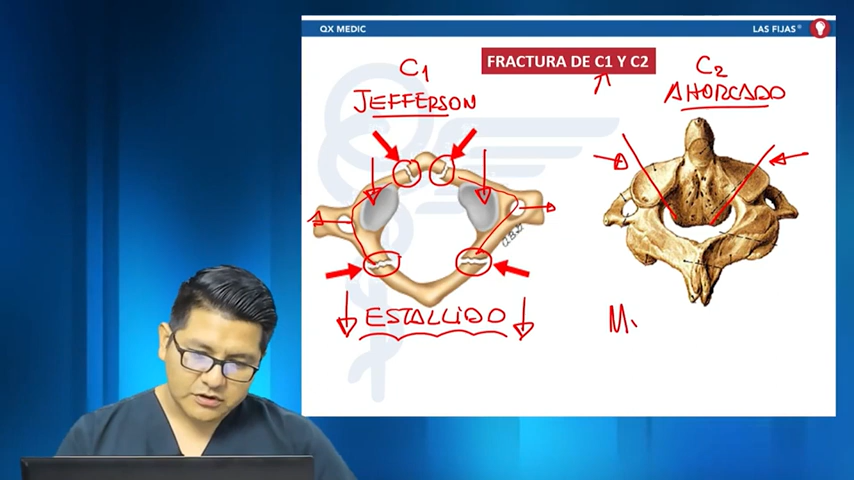 QX MEDIC
LAS FIJAS
FRACTURA DE C1 Y C2
C1
JEFFERSON
C2
AHORCADO
ESTALLIDO
M.